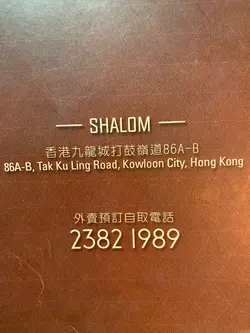 — SHALOM —
香港九龍城打鼓嶺道86A-B
86A-B, Tak Ku Ling Road, Kowloon City, Hong Kong
外賣預訂自取電話
2382 1989